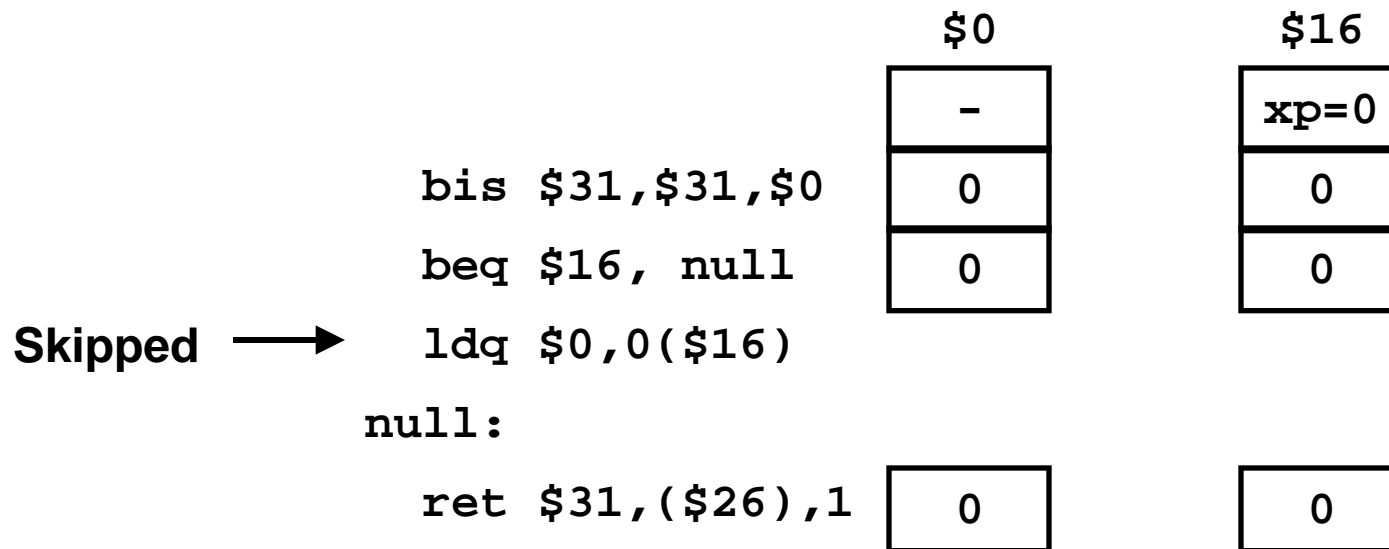 $0 $16
- xp=0
bis $31,$31,$0 0 0
beq $16, null 0 0
Skipped ldq $0,0($16)
null:
ret $31,($26),1 0 0